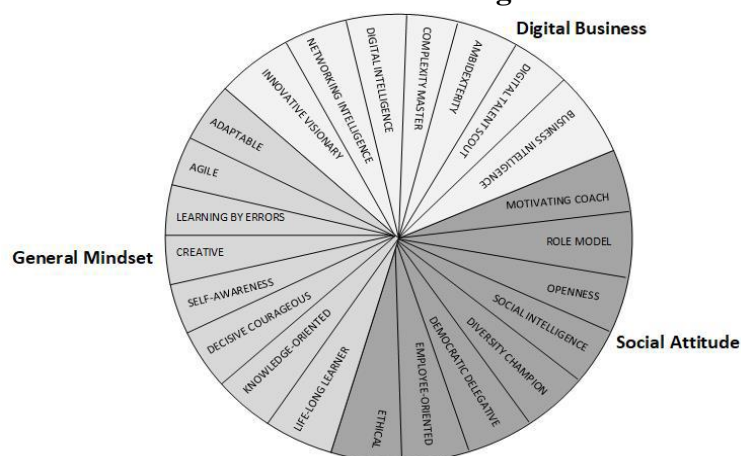 Digital Business
INNOVATIVE VISIONARY
NETWORKING INTELLIGENCE
DIGITAL INTELLIGENCE
COMPLEXITY MASTER
AMBIDEXTERITY
DIGITAL TALENT SCOUT
BUSINESS INTELLIGENCE
MOTIVATING COACH
ROLE MODEL
OPENNESS
SOCIAL INTELLIGENCE
DIVERSITY CHAMPION
DEMOCRATIC DELEGATIVE
EMPLOYEE-ORIENTED
ETHICAL
Social Attitude
LIFE-LONG LEARNER
KNOWLEDGE-ORIENTED
DECISIVE COURAGEOUS
SELF-AWARENESS
CREATIVE
LEARNING BY ERRORS
AGILE
ADAPTABLE
General Mindset